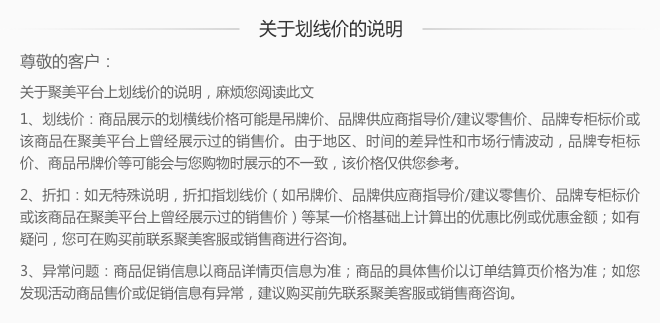 关于划线价的说明
尊敬的客户：
关于聚美平台上划线价的说明，麻烦您阅读此文
1、划线价：商品展示的划横线价格可能是吊牌价、品牌供应商指导价/建议零售价、品牌专柜标价或
该商品在聚美平台上曾经展示过的销售价。由于地区、时间的差异性和市场行情波动，品牌专柜标
价、商品吊牌价等可能会与您购物时展示的不一致，该价格仅供您参考。
2、折扣：如无特殊说明，折扣指划线价（如吊牌价、品牌供应商指导价/建议零售价、品牌专柜标价
或该商品在聚美平台上曾经展示过的销售价）等某一价格基础上计算出的优惠比例或优惠金额；如有
疑问，您可在购买前联系聚美客服或销售商进行咨询。
3、异常问题：商品促销信息以商品详情页信息为准；商品的具体售价以订单结算页价格为准；如您
发现活动商品售价或促销信息有异常，建议购买前先联系聚美客服或销售商咨询。